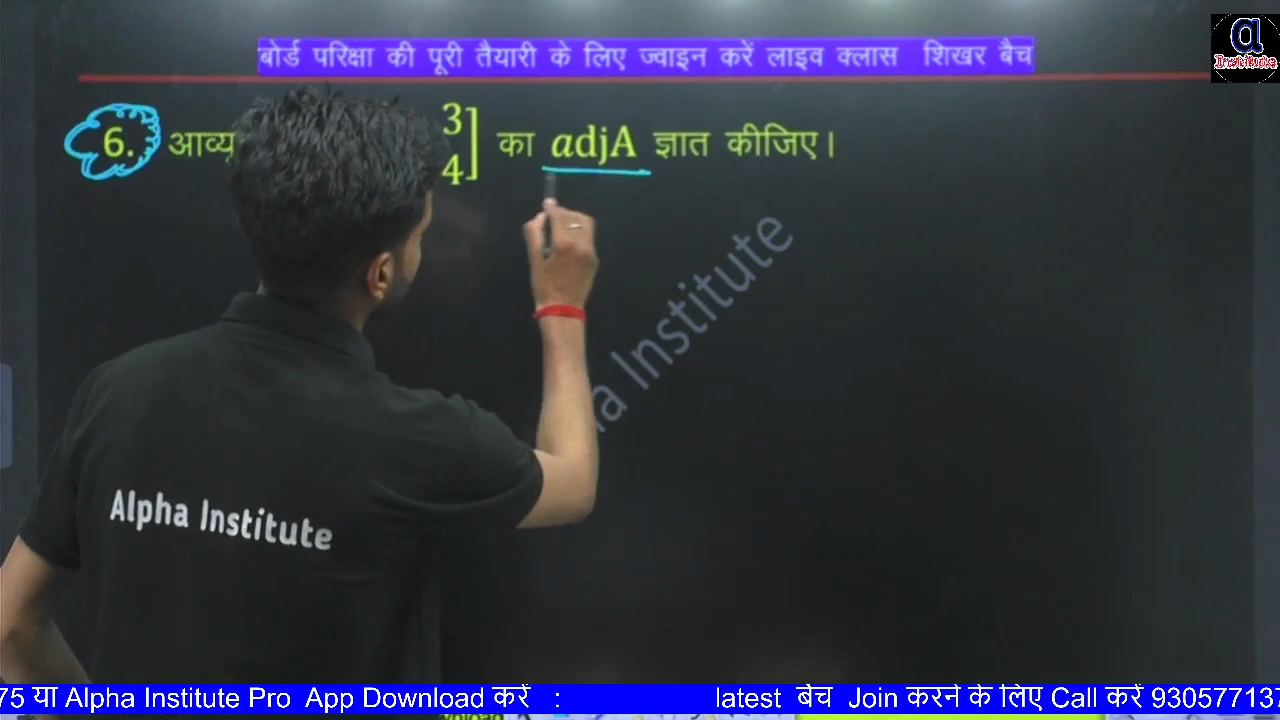 बोर्ड परिक्षा की पूरी तैयारी के लिए ज्वाइन करें लाइव क्लास शिखर बैच
α
Institute
6. आव्यू 3
4] का adjA ज्ञात कीजिए।
Institute
Alpha Institute
75 या Alpha Institute Pro App Download करें : latest बैच Join करने के लिए Call करें 930577137